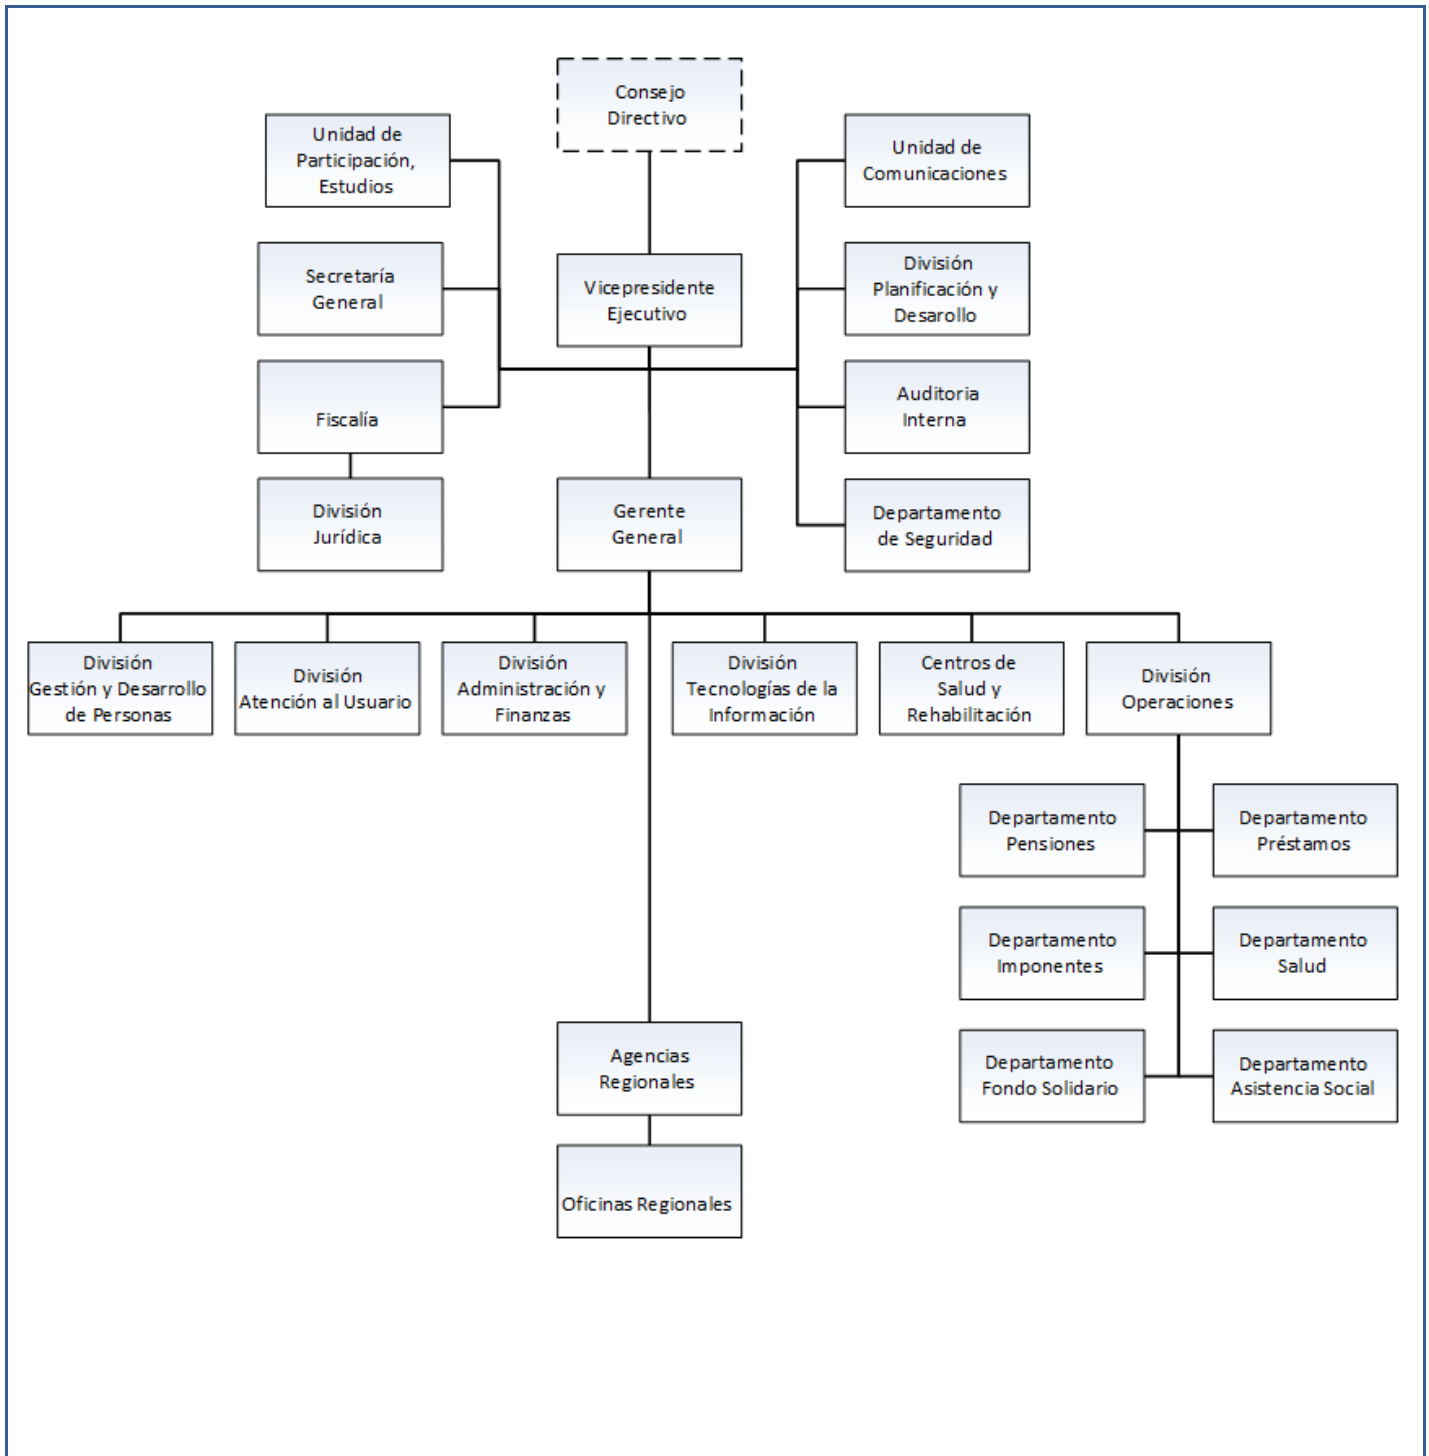 Consejo
Directivo
Unidad de
Participación,
Estudios
Unidad de
Comunicaciones
Secretaría
General
Vicepresidente
Ejecutivo
División
Planificación y
Desarollo
Fiscalía
Auditoria
Interna
División
Jurídica
Gerente
General
Departamento
de Seguridad
División
Gestión y Desarrollo
de Personas
División
Atención al Usuario
División
Administración y
Finanzas
División
Tecnologías de la
Información
Centros de
Salud y
Rehabilitación
División
Operaciones
Departamento
Pensiones
Departamento
Préstamos
Departamento
Imponentes
Departamento
Salud
Agencias
Regionales
Departamento
Fondo Solidario
Departamento
Asistencia Social
Oficinas Regionales